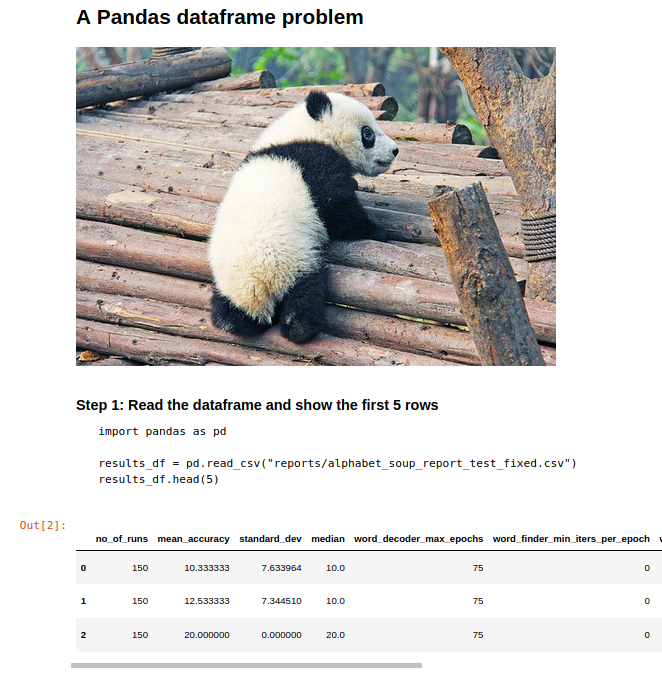 A Pandas dataframe problem
Step 1: Read the dataframe and show the first 5 rows
import pandas as pd
results_df = pd.read_csv("reports/alphabet_soup_report_test_fixed.csv")
results_df.head(5)
Out[2]:
no_of_runs mean_accuracy standard_dev median word_decoder_max_epochs word_finder_min_iters_per_epoch
0 150 10.333333 7.633964 10.0 75 0
1 150 12.533333 7.344510 10.0 75 0
2 150 20.000000 0.000000 20.0 75 0